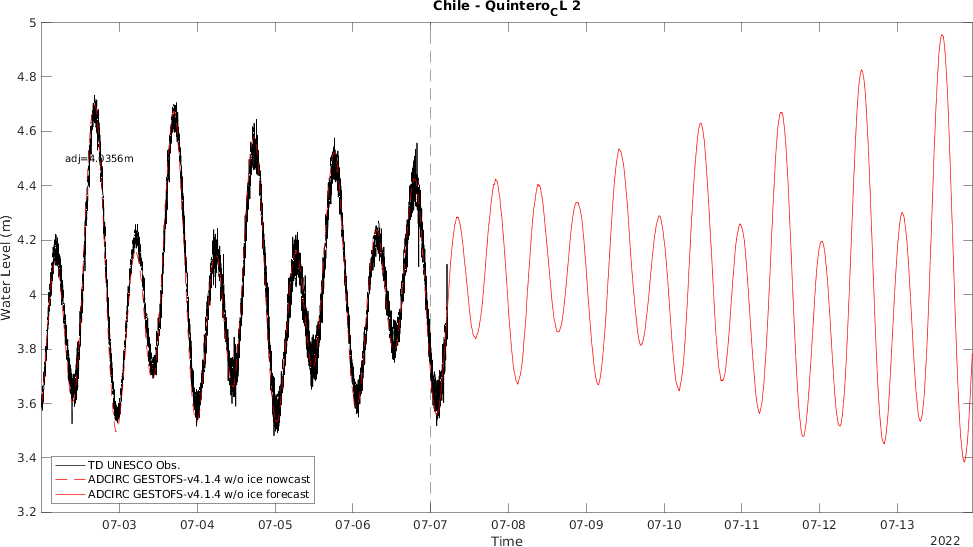 Chile - Quintero_CL 2
5
4.8
4.6
4.4
4.2
4
3.8
3.6
3.4
3.2
Water Level (m)
adj=4.0356m
TD UNESCO Obs.
ADCIRC GESTOFS-v4.1.4 w/o ice nowcast
ADCIRC GESTOFS-v4.1.4 w/o ice forecast
07-03 07-04 07-05 07-06 07-07 07-08 07-09 07-10 07-11 07-12 07-13
Time
2022